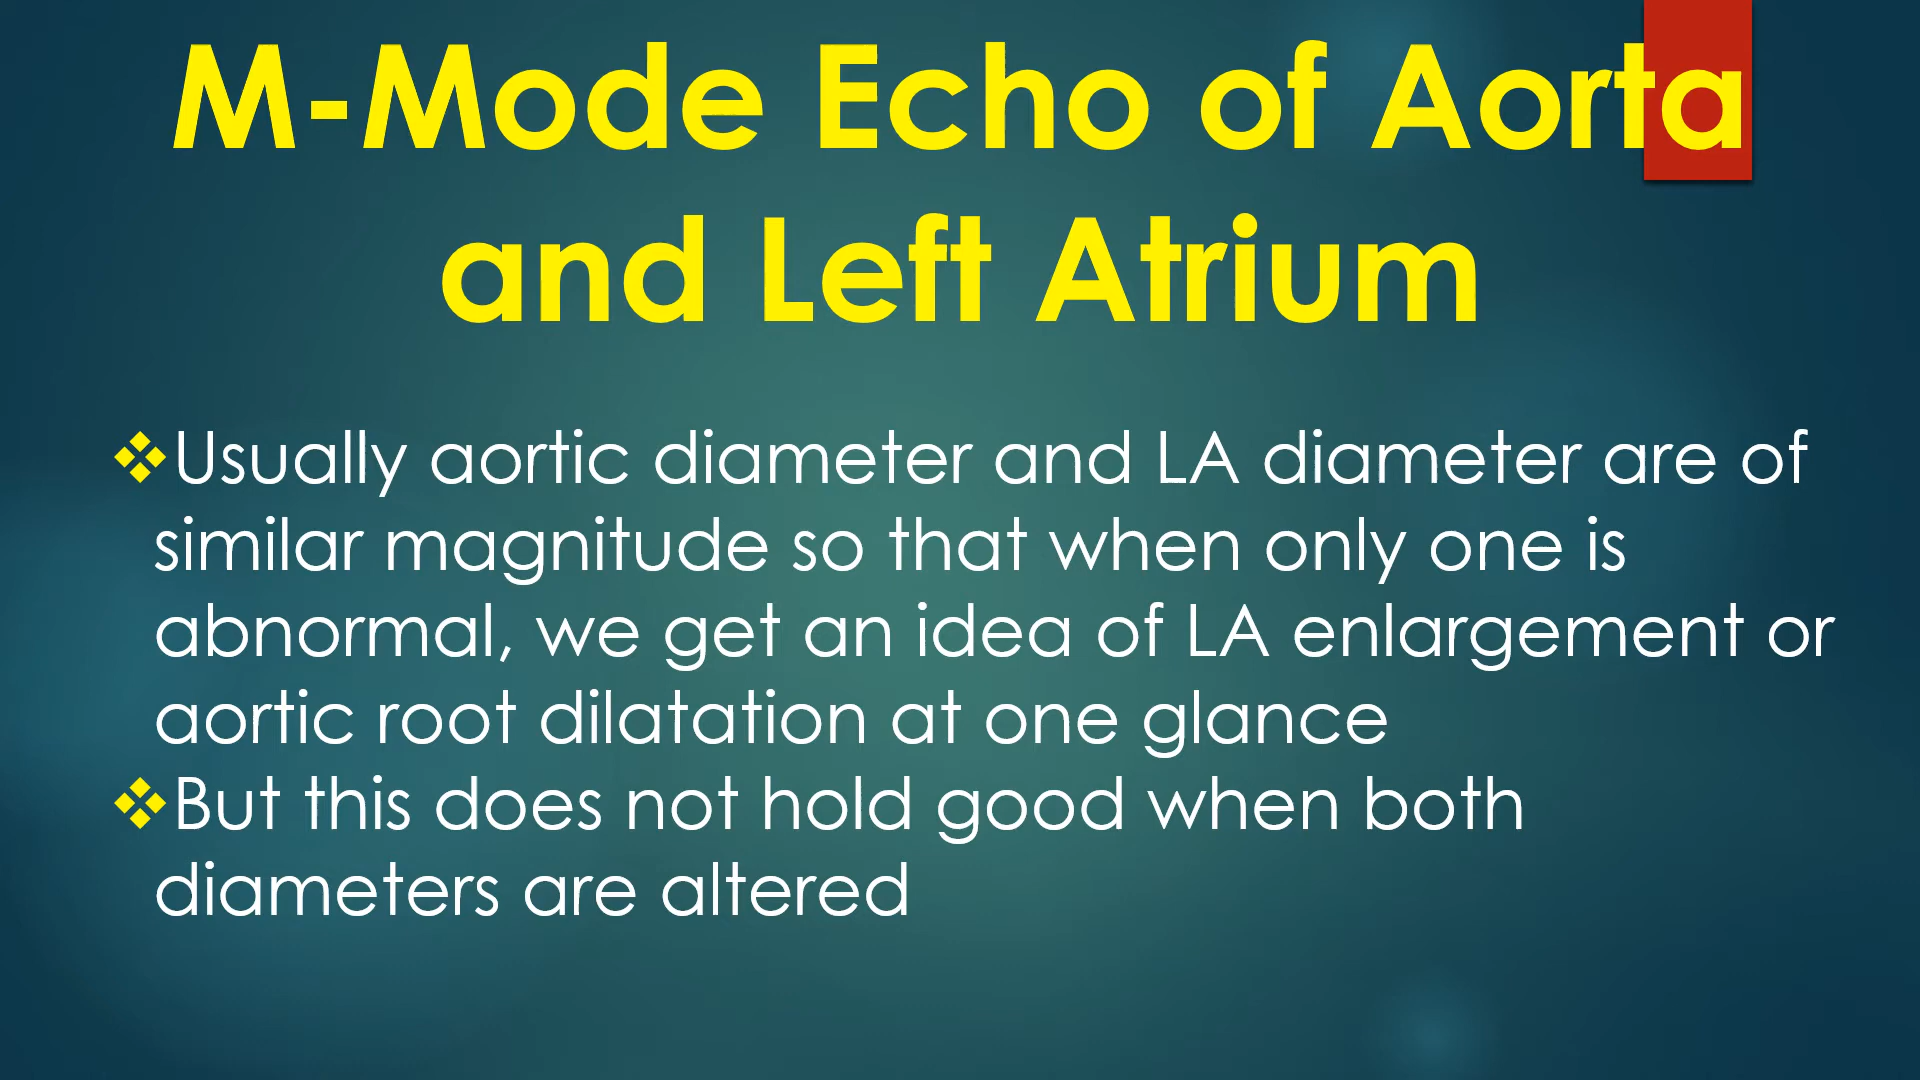 M-Mode Echo of Aorta
and Left Atrium
❖Usually aortic diameter and LA diameter are of
similar magnitude so that when only one is
abnormal, we get an idea of LA enlargement or
aortic root dilatation at one glance
❖But this does not hold good when both
diameters are altered